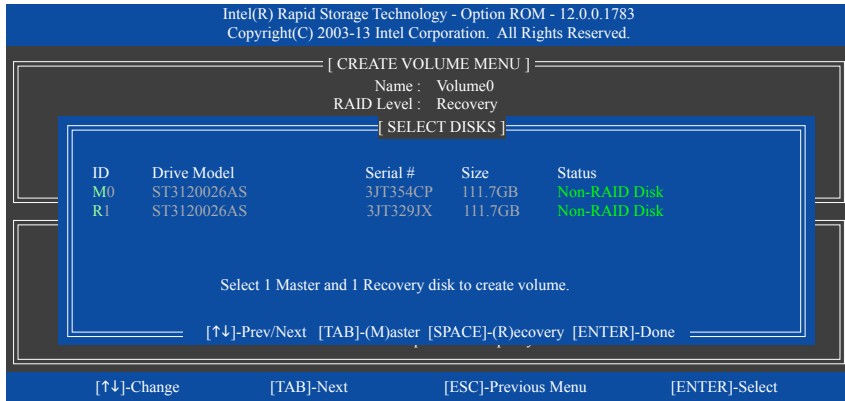 Intel(R) Rapid Storage Technology - Option ROM - 12.0.0.1783
Copyright(C) 2003-13 Intel Corporation. All Rights Reserved.
[ CREATE VOLUME MENU ]
Name : Volume0
RAID Level : Recovery
[ SELECT DISKS ]
ID Drive Model Serial # Size Status
M0 ST3120026AS 3JT354CP 111.7GB Non-RAID Disk
R1 ST3120026AS 3JT329JX 111.7GB Non-RAID Disk
Select 1 Master and 1 Recovery disk to create volume.
[↑↓]-Prev/Next [TAB]-(M)aster [SPACE]-(R)ecovery [ENTER]-Done
[↑↓]-Change [TAB]-Next [ESC]-Previous Menu [ENTER]-Select